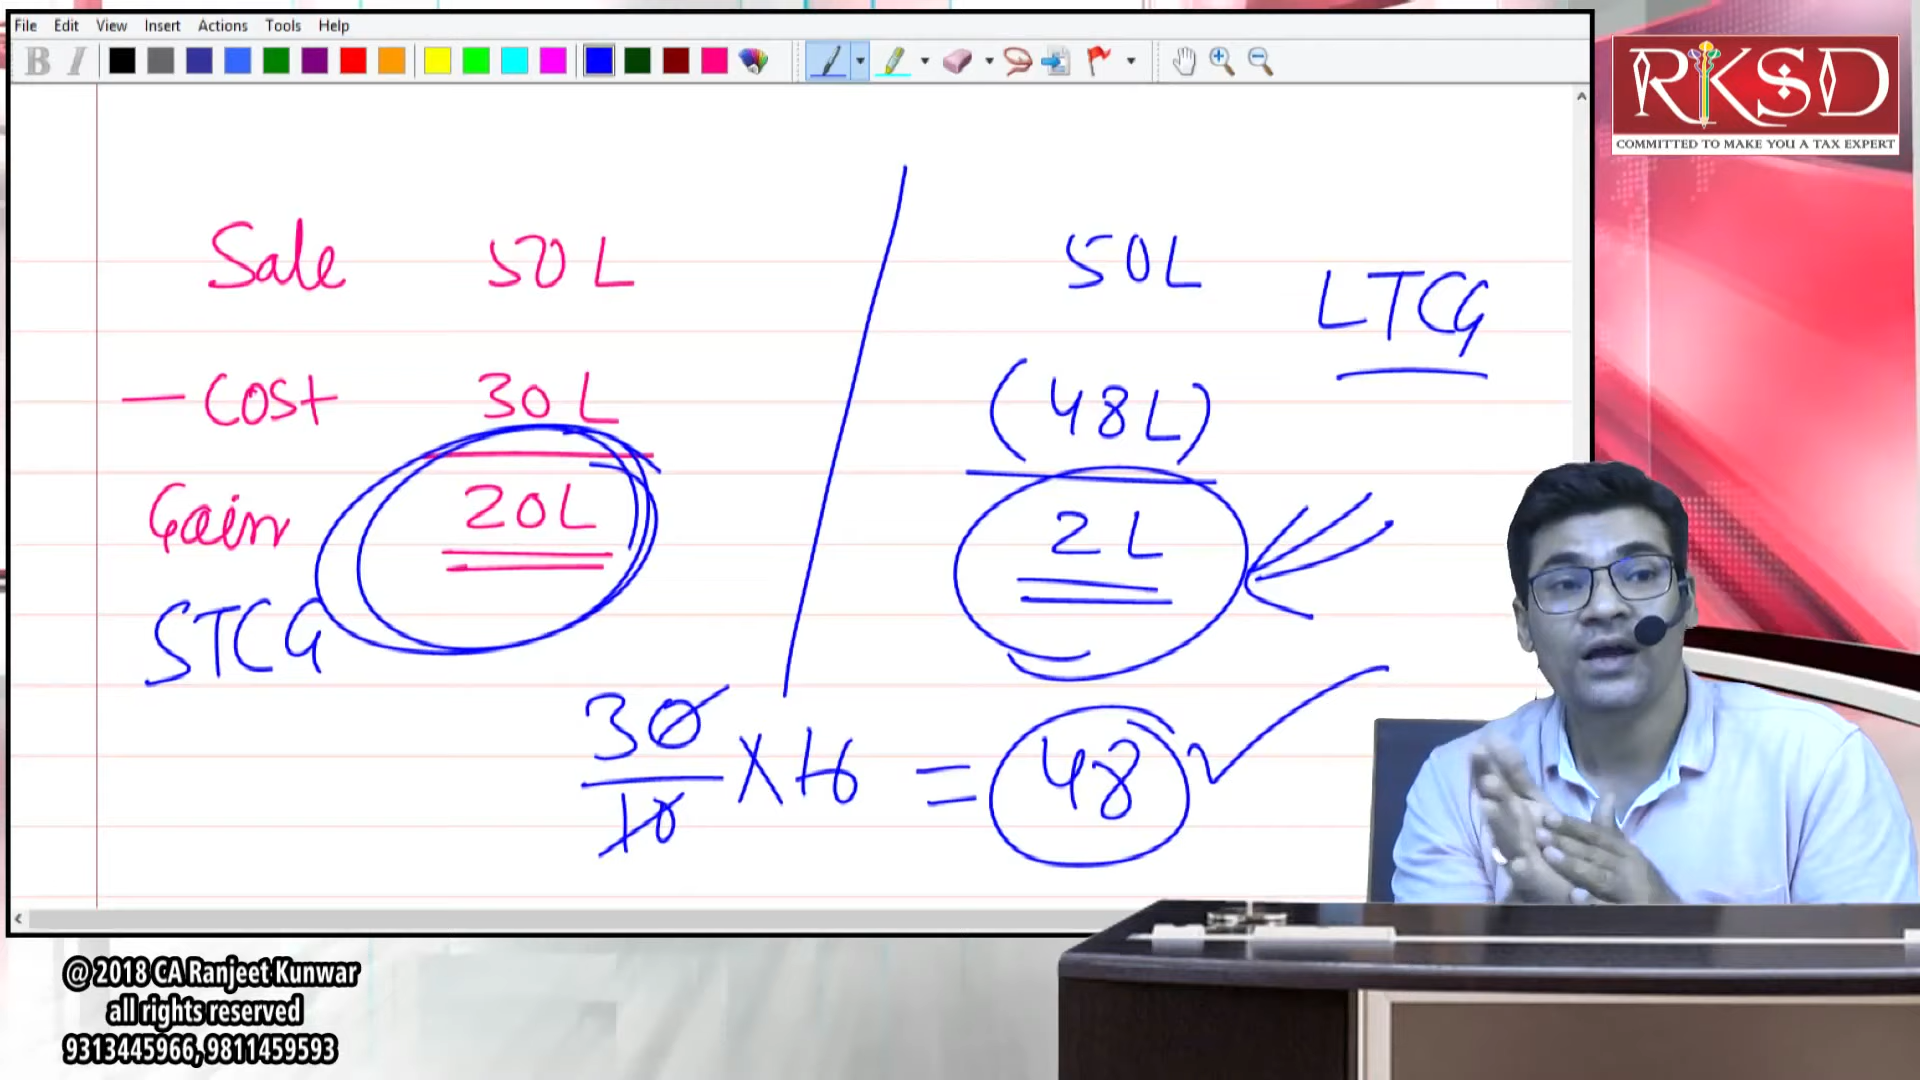 File Edit View Insert Actions Tools Help
B I
RKSD
COMMITTED TO MAKE YOU A TAX EXPERT
Sale 50 L
— Cost 30 L
Gain 20L
STCG
50L
LTCG
(48L)
2 L
30/10 X 16 = 48
@ 2018 CA Ranjeet Kunwar
all rights reserved
9313445966, 9811459593